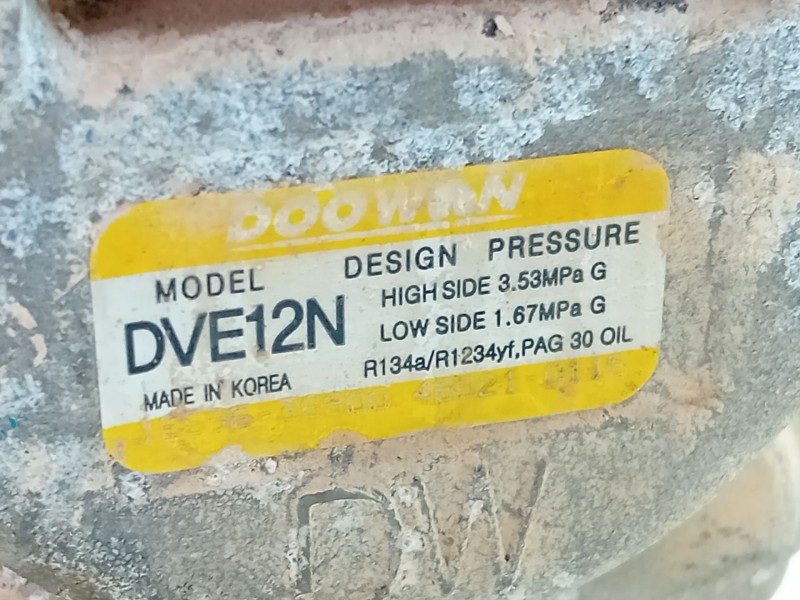 DOOWON
MODEL
DVE12N
MADE IN KOREA
DESIGN PRESSURE
HIGH SIDE 3.53MPa G
LOW SIDE 1.67MPa G
R134a/R1234yf,PAG 30 OIL
DW